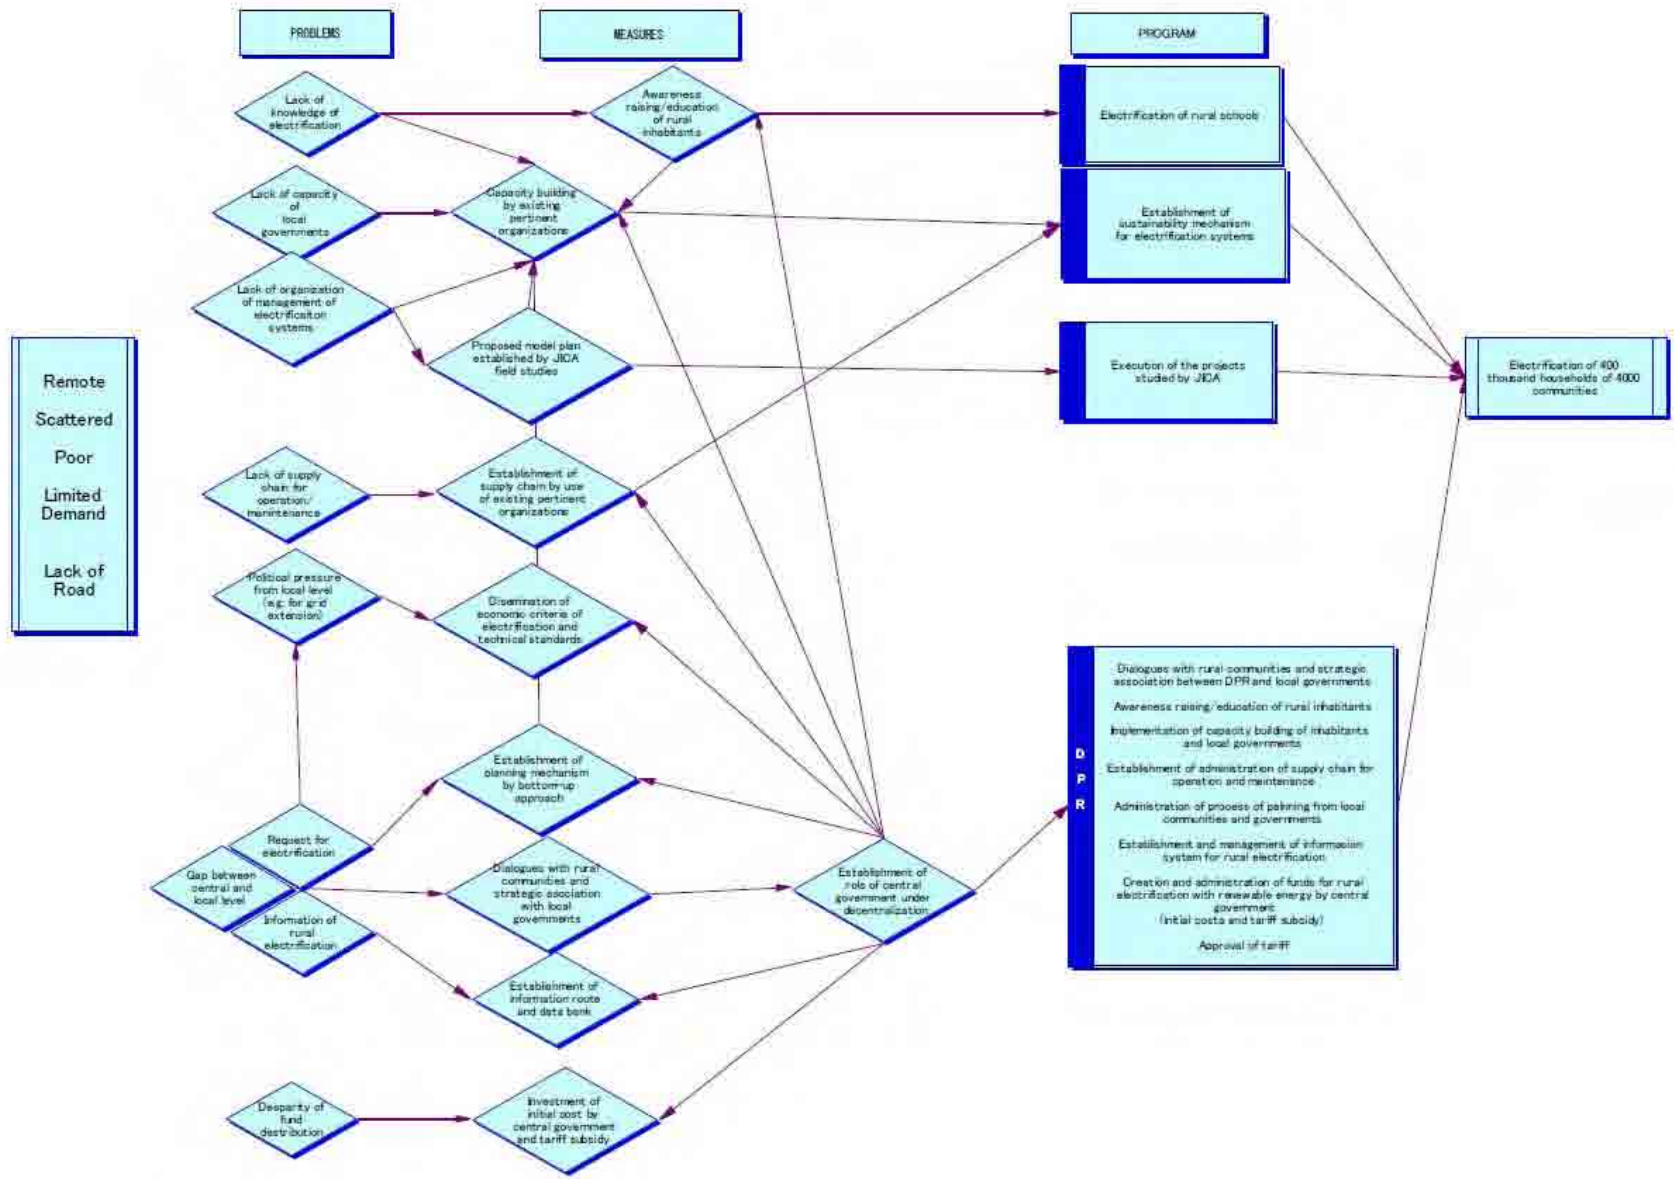 PROBLEMS
MEASURES
PROGRAM
Lack of
knowledge of
electrification
Awareness
raising/education
of rural
inhabitants
Electrification of rural schools
Lack of capacity
of
local
governments
Capacity building
by existing
pertinent
organizations
Establishment of
sustainability mechanism
for electrification systems
Lack of organization
of management of
electrificaiton
systems
Proposed model plan
established by JICA
field studies
Execution of the projects
studied by JICA
Electrification of 400
thousand households of 4000
communities
Remote
Scattered
Poor
Limited
Demand
Lack of
Road
Lack of supply
chain for
operation/
manintenance
Establishment of
supply chain by use
of existing pertinent
organizations
Political pressure
from local level
(e.g. for grid
extension)
Disemination of
economic criteria of
electrification and
technical standards
Establishment of
planning mechanism
by bottom-up
approach
Request for
electrification
Gap between
central and
local level
Information of
rural
electrification
Dialogues with rural
communities and
strategic asociation
with local
governments
Establishment of
role of central
government under
decentralization
Establishment of
information route
and data bank
Desparity of
fund
destribution
Investment of
initial cost by
central government
and tariff subsidy
D
P
R
Dialogues with rural communities and strategic
association between DPR and local governments
Awareness raising/education of rural inhabitants
Implementation of capacity building of inhabitants
and local governments
Establishment of administration of supply chain for
operation and maintenance
Administration of process of palnning from local
communities and governments
Establishment and management of information
system for rural electrification
Creation and administration of funds for rural
electrification with renewable energy by central
government
(initial costs and tariff subsidy)
Approval of tariff